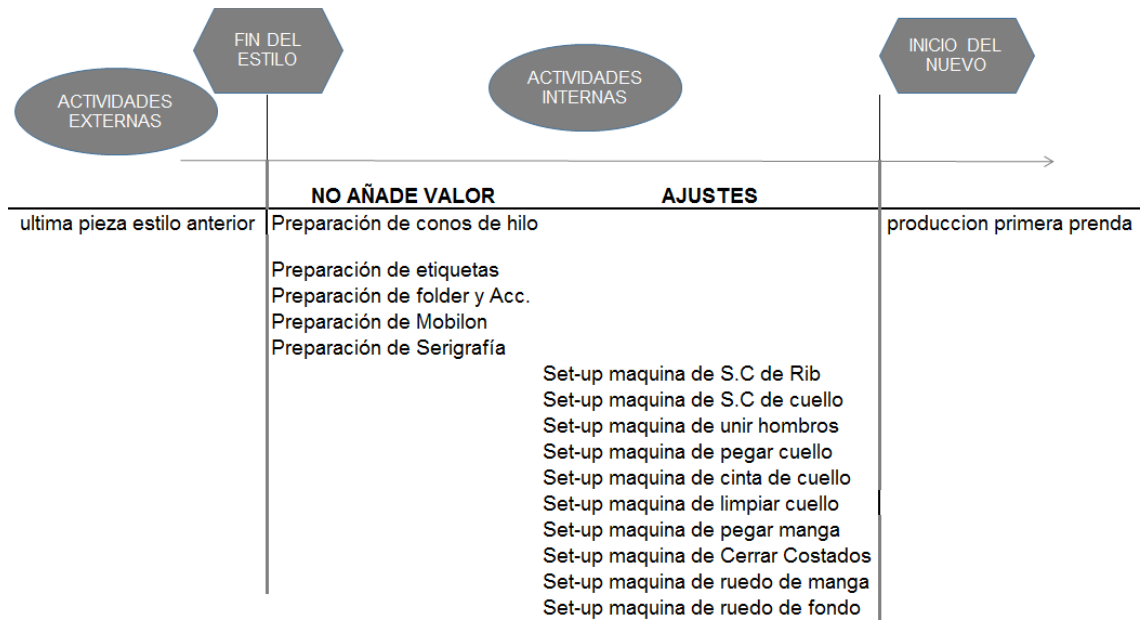 FIN DEL
ESTILO
INICIO DEL
NUEVO
ACTIVIDADES
INTERNAS
ACTIVIDADES
EXTERNAS
NO AÑADE VALOR AJUSTES
ultima pieza estilo anterior Preparación de conos de hilo produccion primera prenda
Preparación de etiquetas
Preparación de folder y Acc.
Preparación de Mobilon
Preparación de Serigrafía
Set-up maquina de S.C de Rib
Set-up maquina de S.C de cuello
Set-up maquina de unir hombros
Set-up maquina de pegar cuello
Set-up maquina de cinta de cuello
Set-up maquina de limpiar cuello
Set-up maquina de pegar manga
Set-up maquina de Cerrar Costados
Set-up maquina de ruedo de manga
Set-up maquina de ruedo de fondo